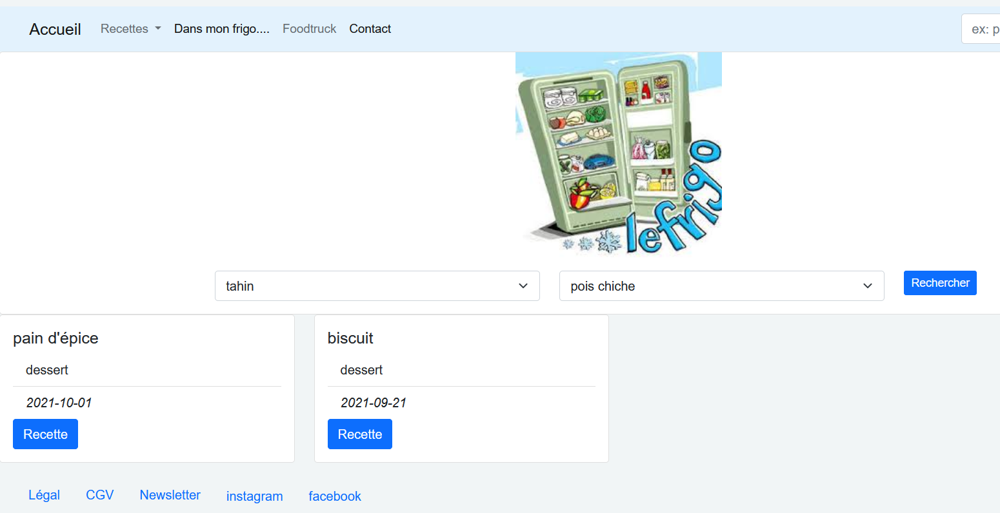 Accueil Recettes Dans mon frigo.... Foodtruck Contact ex: p
lefrigo
tahin pois chiche Rechercher
pain d'épice biscuit
dessert dessert
2021-10-01 2021-09-21
Recette Recette
Légal CGV Newsletter instagram facebook